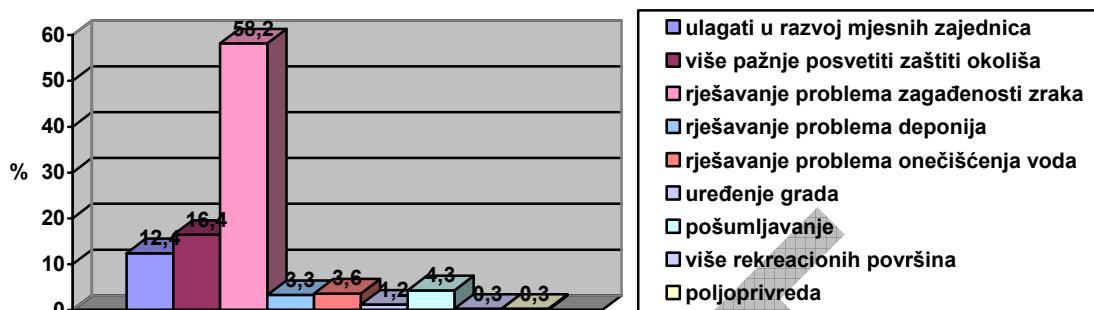 60
50
40
30
20
10
0
%
12,4
16,4
58,2
3,3
3,6
1,2
4,3
0,3
0,3
ulagati u razvoj mjesnih zajednica
više pažnje posvetiti zaštiti okoliša
rješavanje problema zagađenosti zraka
rješavanje problema deponija
rješavanje problema onečišćenja voda
uređenje grada
pošumljavanje
više rekreacionih površina
poljoprivreda